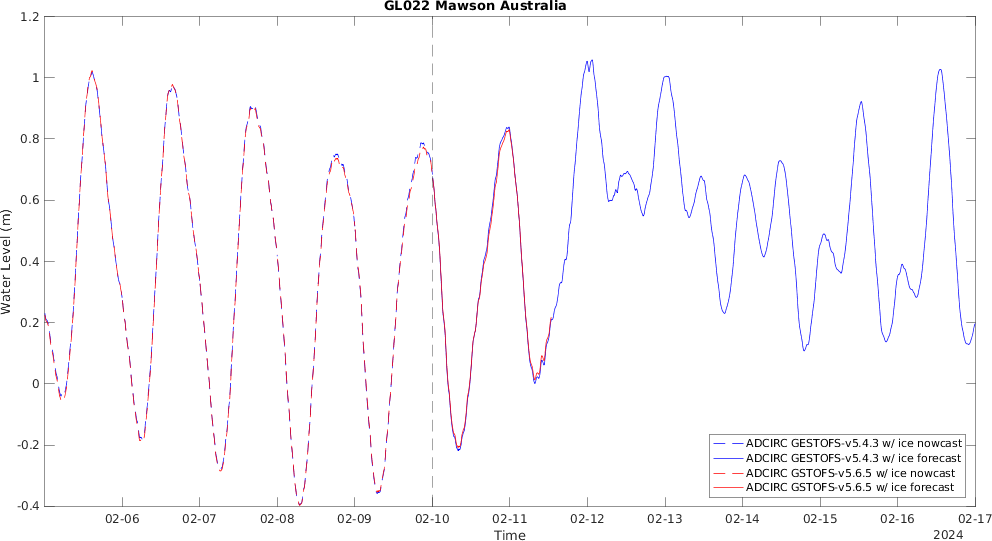 GL022 Mawson Australia
1.2
1
0.8
0.6
0.4
0.2
0
-0.2
-0.4
Water Level (m)
ADCIRC GESTOFS-v5.4.3 w/ ice nowcast
ADCIRC GESTOFS-v5.4.3 w/ ice forecast
ADCIRC GSTOFS-v5.6.5 w/ ice nowcast
ADCIRC GSTOFS-v5.6.5 w/ ice forecast
02-06 02-07 02-08 02-09 02-10 02-11 02-12 02-13 02-14 02-15 02-16 02-17
Time
2024